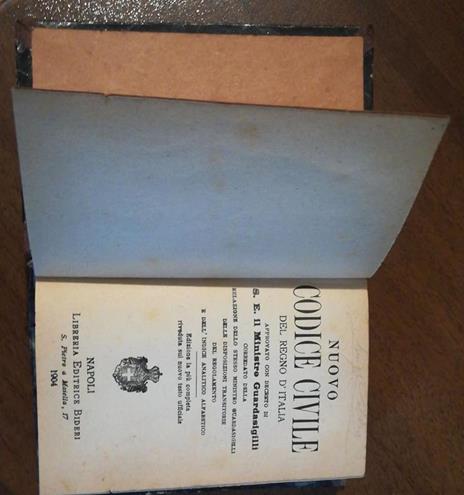 NUOVO
CODICE CIVILE
DEL REGNO D'ITALIA
APPROVATO CON DECRETO DI
S. E. il Ministro Guardasigilli
CORREDATO DELLA
RELAZIONE DELLO STESSO MINISTRO GUARDASIGILLI
DELLE DISPOSIZIONI TRANSITORIE
DEL REGOLAMENTO
E DELL'INDICE ANALITICO ALFABETICO
Edizione la più completa
riveduta sul nuovo testo ufficiale
NAPOLI
LIBRERIA EDITRICE BIDERI
S. Pietro a Maiella, 17
1904